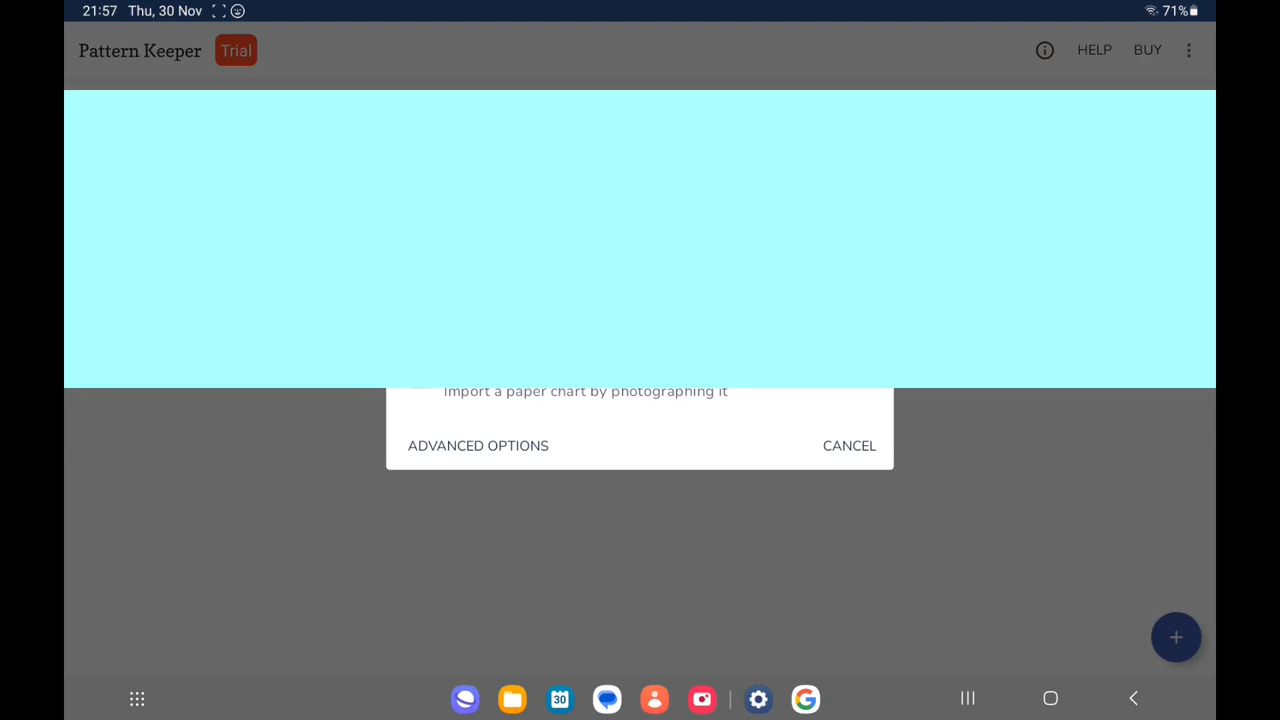 21:57 Thu, 30 Nov 71%
Pattern Keeper Trial HELP BUY
Import a paper chart by photographing it
ADVANCED OPTIONS CANCEL
30